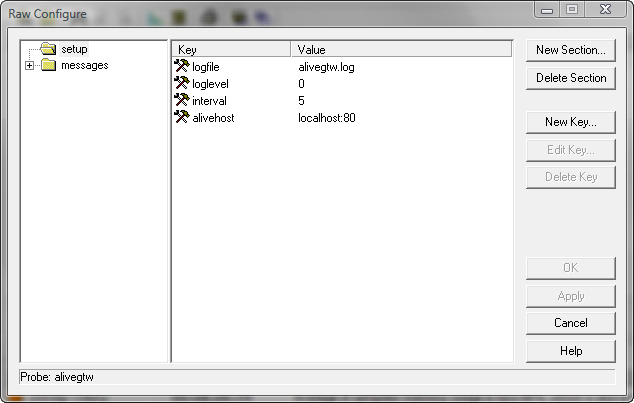 Raw Configure
setup
messages
Key Value
logfile alivegtw.log
loglevel 0
interval 5
alivehost localhost:80
New Section...
Delete Section
New Key...
Edit Key...
Delete Key
OK
Apply
Cancel
Help
Probe: alivegtw